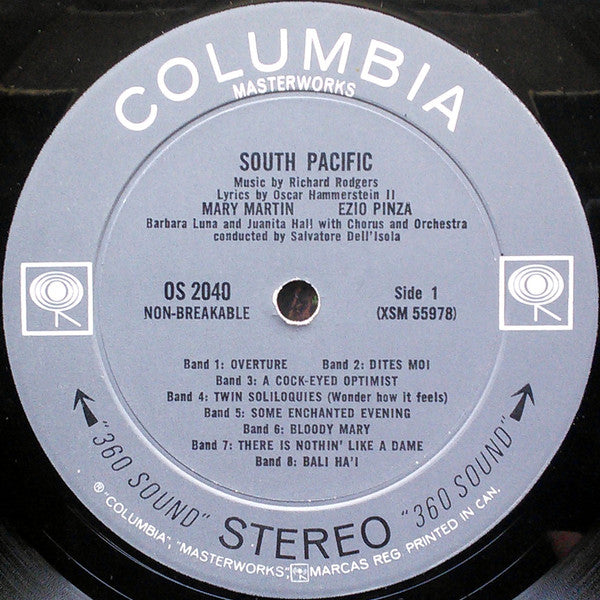 COLUMBIA
MASTERWORKS
SOUTH PACIFIC
Music by Richard Rodgers
Lyrics by Oscar Hammerstein II
MARY MARTIN EZIO PINZA
Barbara Luna and Juanita Hall with Chorus and Orchestra
conducted by Salvatore Dell'Isola
OS 2040 Side 1
NON-BREAKABLE (XSM 55978)
Band 1: OVERTURE Band 2: DITES MOI
Band 3: A COCK-EYED OPTIMIST
Band 4: TWIN SOLILOQUIES (Wonder how it feels)
Band 5: SOME ENCHANTED EVENING
Band 6: BLOODY MARY
Band 7: THERE IS NOTHIN' LIKE A DAME
Band 8: BALI HA'I
"360 SOUND" STEREO "360 SOUND"
® "COLUMBIA", "MASTERWORKS", MARCAS REG. PRINTED IN CAN.